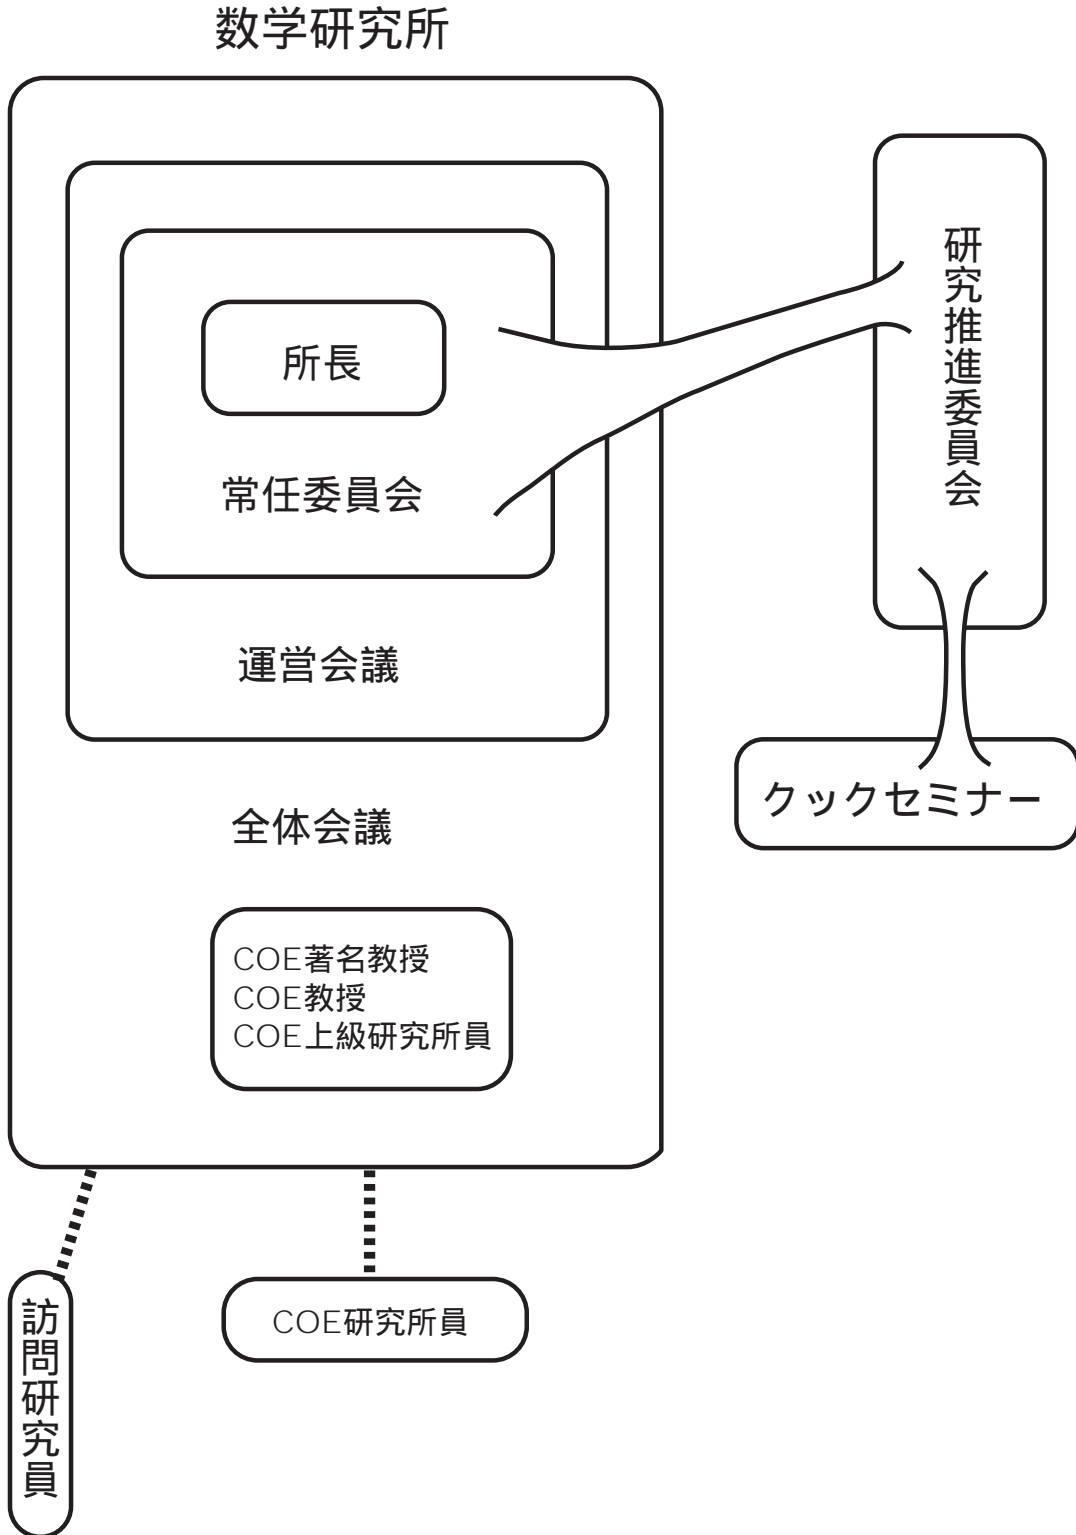 数学研究所
所長
常任委員会
運営会議
全体会議
COE著名教授
COE教授
COE上級研究所員
研究推進委員会
クックセミナー
訪問研究員
COE研究所員